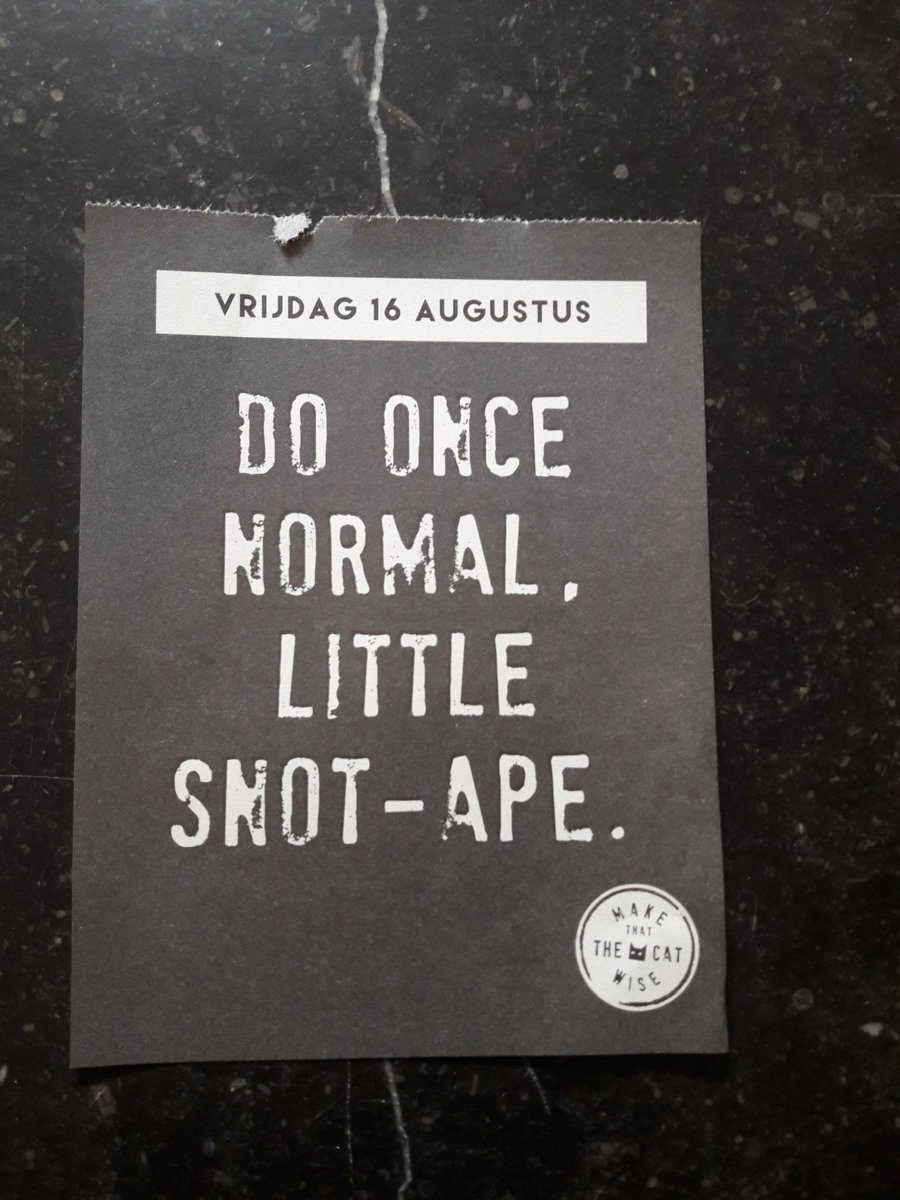 VRIJDAG 16 AUGUSTUS
DO ONCE
NORMAL,
LITTLE
SNOT-APE.
MAKE
THAT
THE CAT
WISE